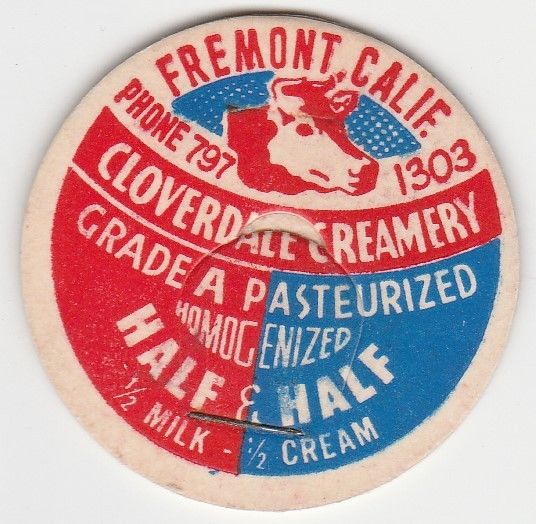 FREMONT, CALIF.
PHONE 797 1303
CLOVERDALE CREAMERY
GRADE A PASTEURIZED
HOMOGENIZED
HALF & HALF
1/2 MILK - 1/2 CREAM